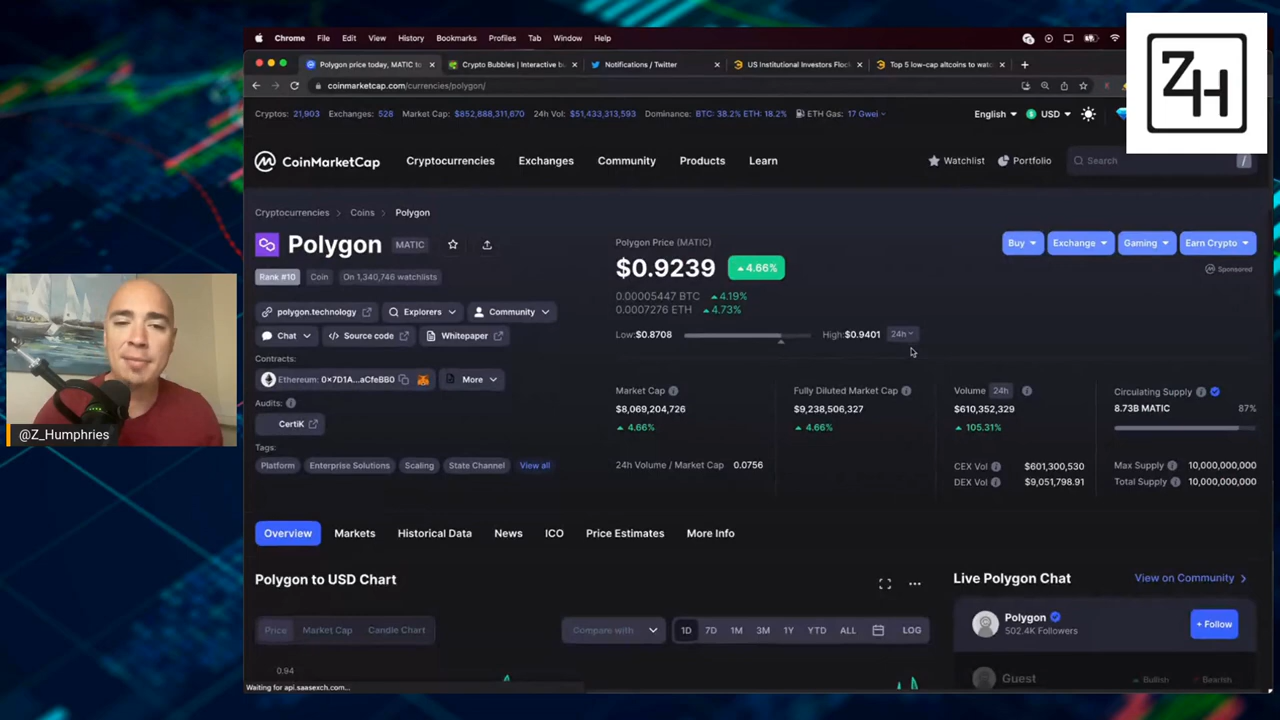 Chrome File Edit View History Bookmarks Profiles Tab Window Help
Polygon price today, MATIC to Crypto Bubbles | Interactive bu Notifications / Twitter US Institutional Investors Flock Top 5 low-cap altcoins to wat
coinmarketcap.com/currencies/polygon/
ZH
Cryptos: 21,903 Exchanges: 528 Market Cap: $852,888,311,670 24h Vol: $51,433,313,593 Dominance: BTC: 38.2% ETH: 18.2% ETH Gas: 17 Gwei English USD
CoinMarketCap Cryptocurrencies Exchanges Community Products Learn Watchlist Portfolio Search /
Cryptocurrencies > Coins > Polygon
Polygon MATIC
Rank #10 Coin On 1,340,746 watchlists
polygon.technology Explorers Community
Chat Source code Whitepaper
Contracts:
Ethereum: 0x7D1A...aCfeBB0 More
Audits:
CertiK
Tags:
Platform Enterprise Solutions Scaling State Channel View all
Polygon Price (MATIC)
$0.9239 4.66%
0.00005447 BTC 4.19%
0.0007276 ETH 4.73%
Low:$0.8708 High:$0.9401 24h
Buy Exchange Gaming Earn Crypto
Sponsored
Market Cap
$8,069,204,726
4.66%
24h Volume / Market Cap 0.0756
Fully Diluted Market Cap
$9,238,506,327
4.66%
Volume 24h
$610,352,329
105.31%
CEX Vol $601,300,530
DEX Vol $9,051,798.91
Circulating Supply
8.73B MATIC 87%
Max Supply 10,000,000,000
Total Supply 10,000,000,000
@Z_Humphries
Overview Markets Historical Data News ICO Price Estimates More Info
Polygon to USD Chart
Price Market Cap Candle Chart Compare with 1D 7D 1M 3M 1Y YTD ALL LOG
0.94
Live Polygon Chat View on Community >
Polygon
502.4K Followers
+ Follow
Guest Bullish Bearish
Waiting for api.saasexch.com...